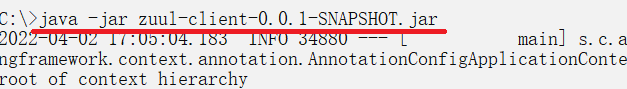 C:\>java -jar zuul-client-0.0.1-SNAPSHOT.jar
2022-04-02 17:05:04.183  INFO 34880 --- [           main] s.c.a
ngframework.context.annotation.AnnotationConfigApplicationConte
root of context hierarchy